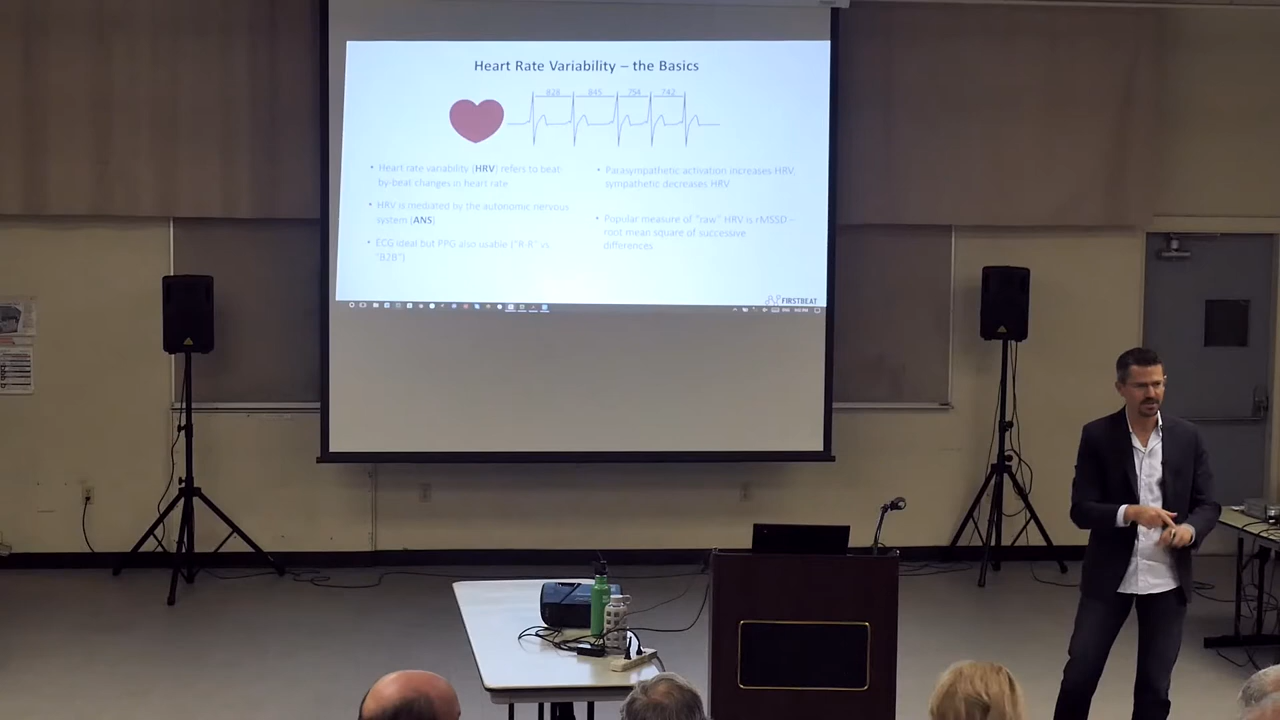 Heart Rate Variability – the Basics
828 845 754 742
• Heart rate variability (HRV) refers to beat-
by-beat changes in heart rate
• HRV is mediated by the autonomic nervous
system (ANS)
• ECG ideal but PPG also usable ("R-R" vs
"B2B")
• Parasympathetic activation increases HRV,
sympathetic decreases HRV
• Popular measure of "raw" HRV is rMSSD –
root mean square of successive
differences
FIRSTBEAT